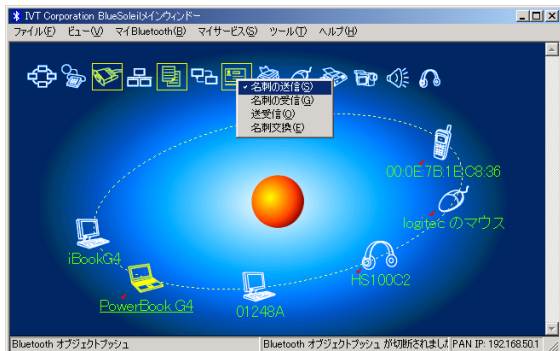 IVT Corporation BlueSoleilメインウィンドー
ファイル(F) ビュー(V) マイBluetooth(B) マイサービス(S) ツール(T) ヘルプ(H)
名刺の送信(S)
名刺の受信(G)
送受信(O)
名刺交換(E)
00:0E:7B:1B:C8:36
logitec のマウス
iBookG4
HS100C2
PowerBook G4
01248A
Bluetooth オブジェクトプッシュ Bluetooth オブジェクトプッシュ が切断されました PAN IP: 192.168.50.1